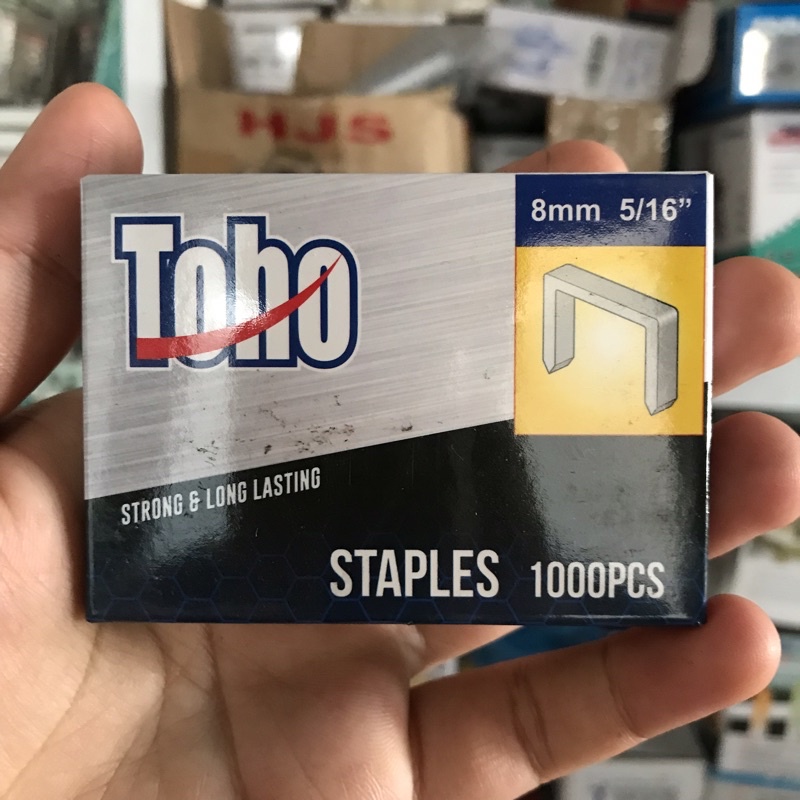 HJS
Toho
8mm 5/16”
STRONG & LONG LASTING
STAPLES 1000PCS